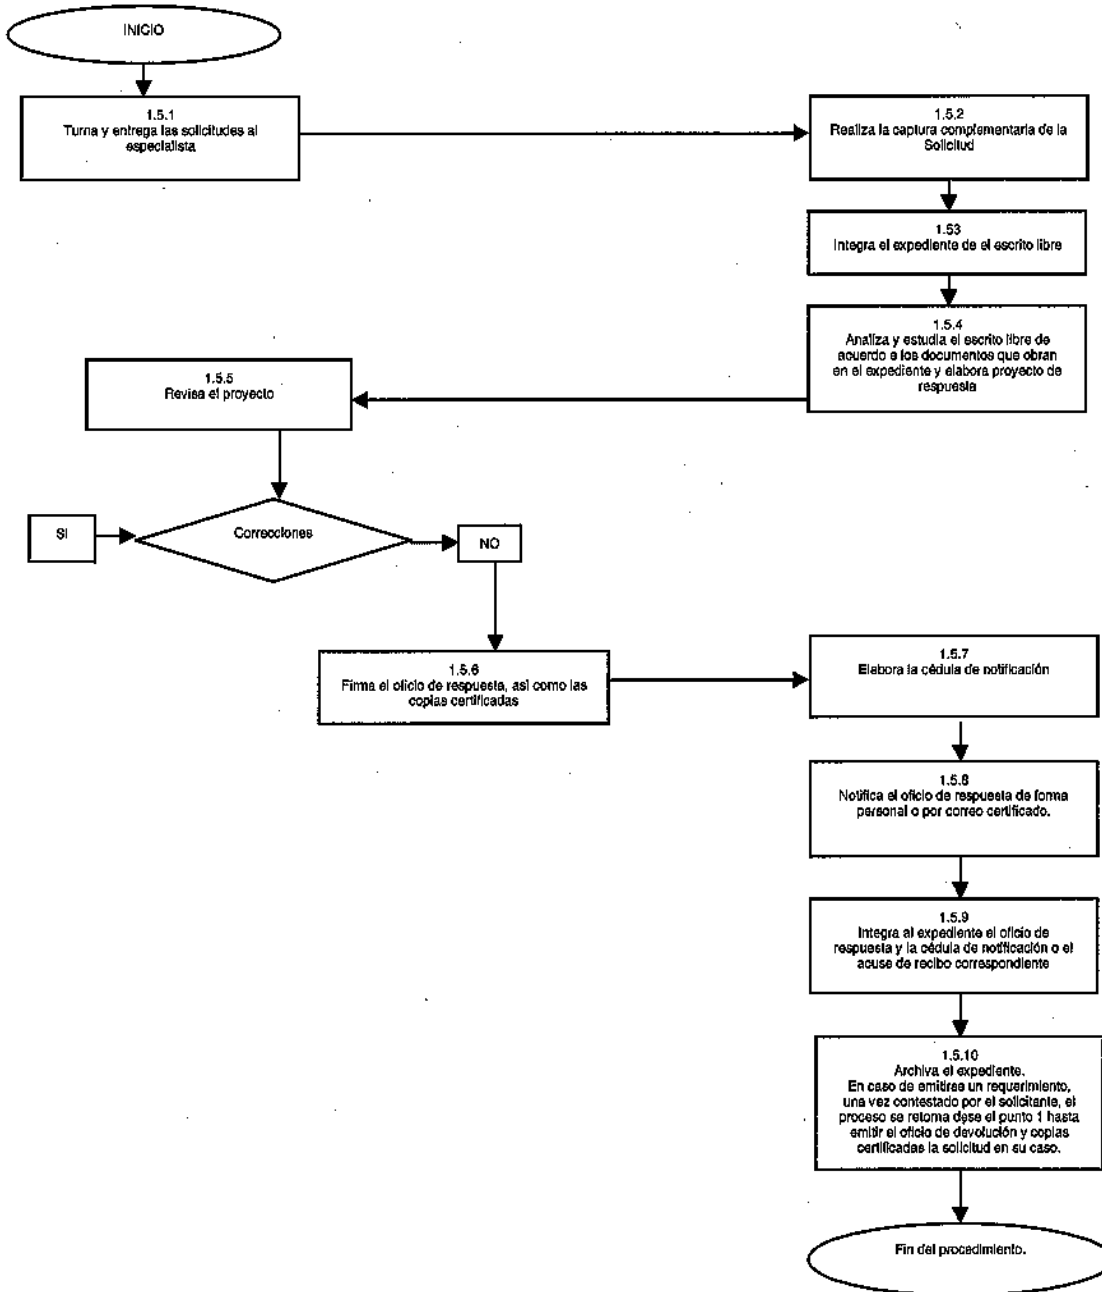 INICIO
1.5.1
Turna y entrega las solicitudes al
especialista
1.5.2
Realiza la captura complementaria de la
Solicitud
1.53
Integra el expediente de el escrito libre
1.5.4
Analiza y estudia el escrito libre de
acuerdo a los documentos que obran
en el expediente y elabora proyecto de
respuesta
1.5.5
Revisa el proyecto
SI
Correcciones
NO
1.5.6
Firma el oficio de respuesta, así como las
copias certificadas
1.5.7
Elabora la cédula de notificación
1.5.8
Notifica el oficio de respuesta de forma
personal o por correo certificado.
1.5.9
Integra al expediente el oficio de
respuesta y la cédula de notificación o el
acuse de recibo correspondiente
1.5.10
Archiva el expediente.
En caso de emitirse un requerimiento,
una vez contestado por el solicitante, el
proceso se retoma dese el punto 1 hasta
emitir el oficio de devolución y copias
certificadas la solicitud en su caso.
Fin del procedimiento.